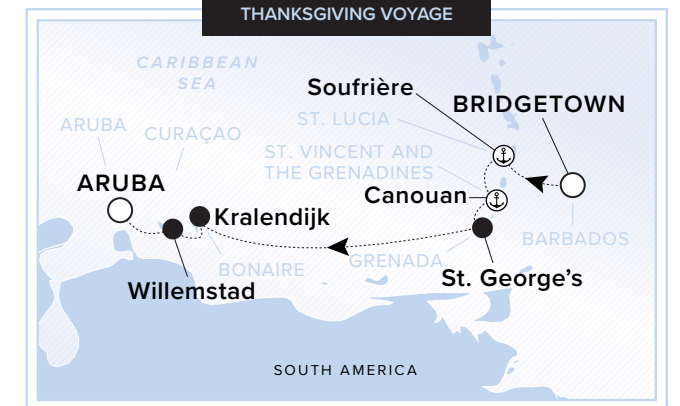 THANKSGIVING VOYAGE
CARIBBEAN
SEA
Soufrière
BRIDGETOWN
ARUBA
CURAÇAO
ST. LUCIA
ST. VINCENT AND
THE GRENADINES
ARUBA
Canouan
Kralendijk
BARBADOS
BONAIRE
GRENADA
St. George's
Willemstad
SOUTH AMERICA